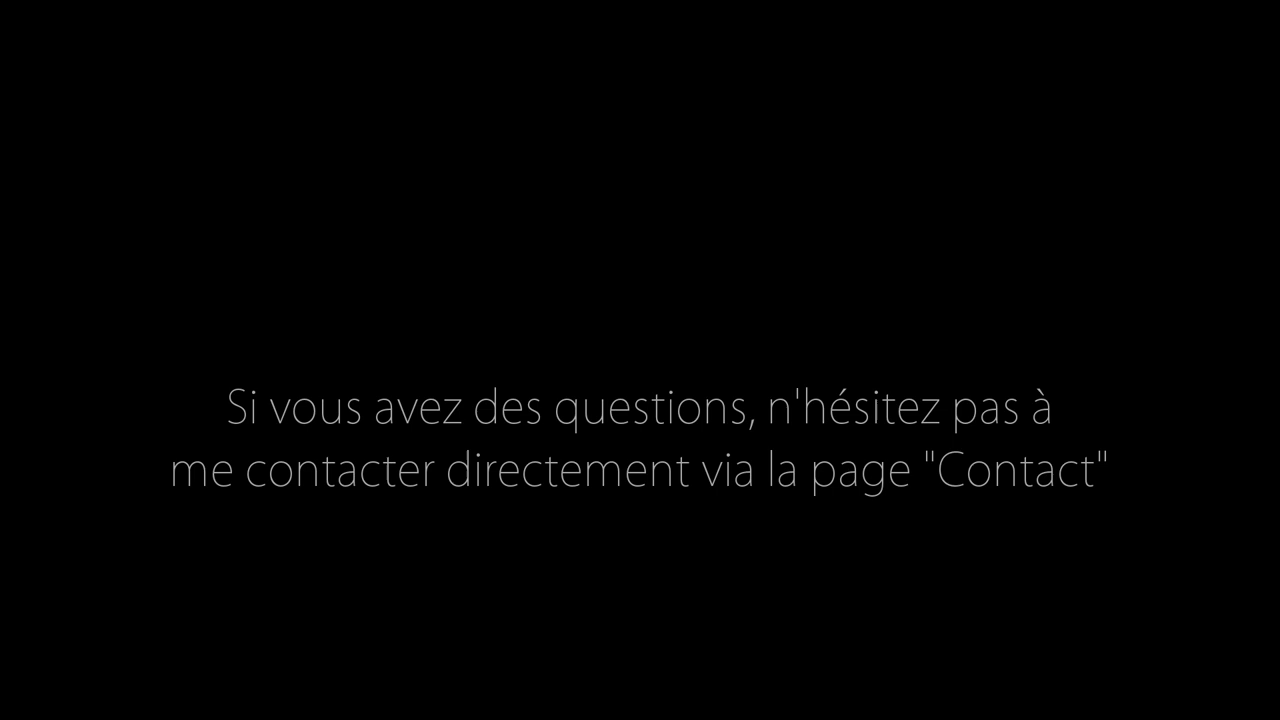 Si vous avez des questions, n'hésitez pas à
me contacter directement via la page "Contact"